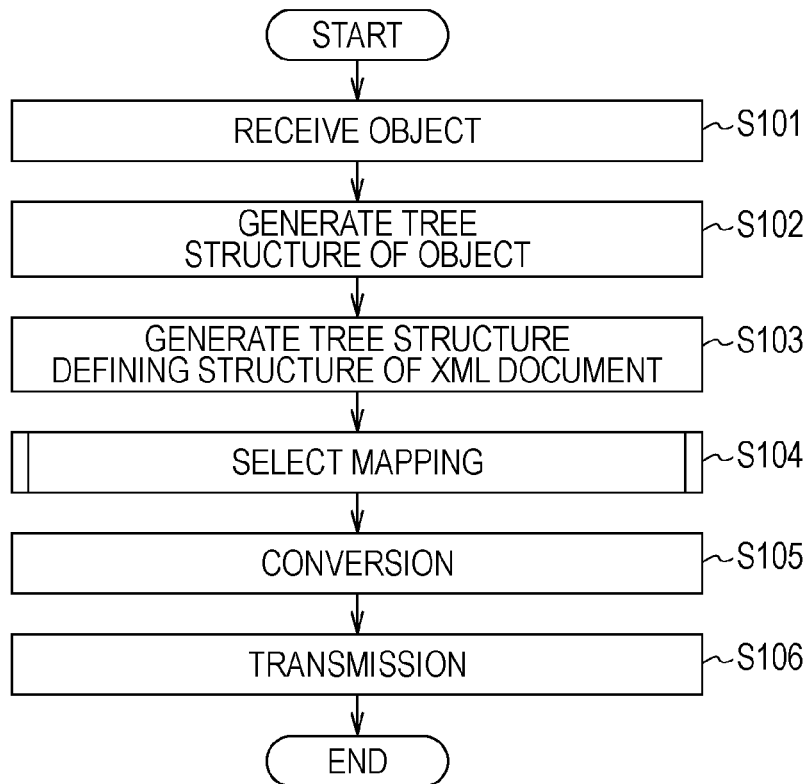 START
RECEIVE OBJECT
S101
GENERATE TREE
STRUCTURE OF OBJECT
S102
GENERATE TREE STRUCTURE
DEFINING STRUCTURE OF XML DOCUMENT
S103
SELECT MAPPING
S104
CONVERSION
S105
TRANSMISSION
S106
END